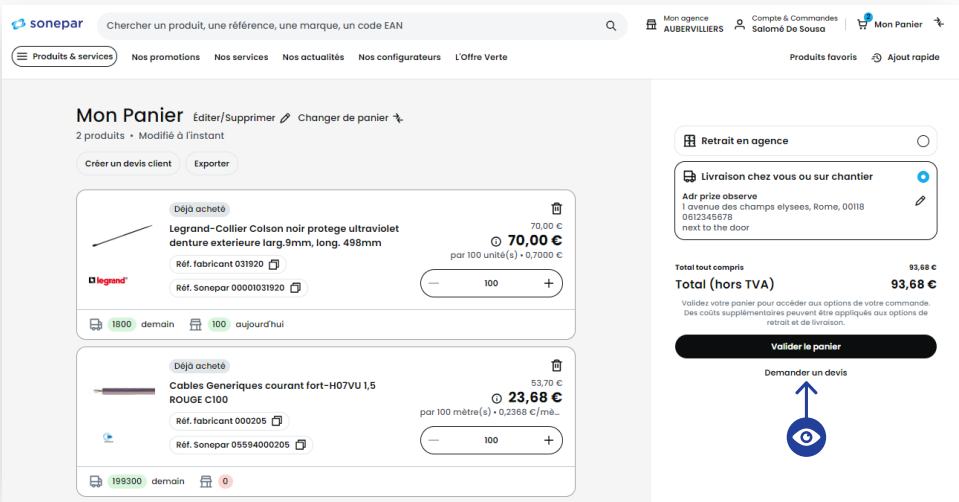 sonepar
Chercher un produit, une référence, une marque, un code EAN
Mon agence
AUBERVILLIERS
Compte & Commandes
Salomé De Sousa
2
Mon Panier
Produits & services
Nos promotions
Nos services
Nos actualités
Nos configurateurs
L'Offre Verte
Produits favoris
Ajout rapide
Mon Panier
Éditer/Supprimer
Changer de panier
2 produits • Modifié à l'instant
Créer un devis client
Exporter
Déjà acheté
Legrand-Collier Colson noir protege ultraviolet
denture exterieure larg.9mm, long. 498mm
Réf. fabricant 031920
Réf. Sonepar 00001031920
legrand
70,00 €
70,00 €
par 100 unité(s) • 0,7000 €
100
1800 demain
100 aujourd'hui
Déjà acheté
Cables Generiques courant fort-H07VU 1,5
ROUGE C100
Réf. fabricant 000205
Réf. Sonepar 05594000205
53,70 €
23,68 €
par 100 mètre(s) • 0,2368 €/mè...
100
199300 demain
0
Retrait en agence
Livraison chez vous ou sur chantier
Adr prize observe
1 avenue des champs elysees, Rome, 00118
0612345678
next to the door
Total tout compris
93,68 €
Total (hors TVA)
93,68 €
Validez votre panier pour accéder aux options de votre commande.
Des coûts supplémentaires peuvent être appliqués aux options de
retrait et de livraison.
Valider le panier
Demander un devis